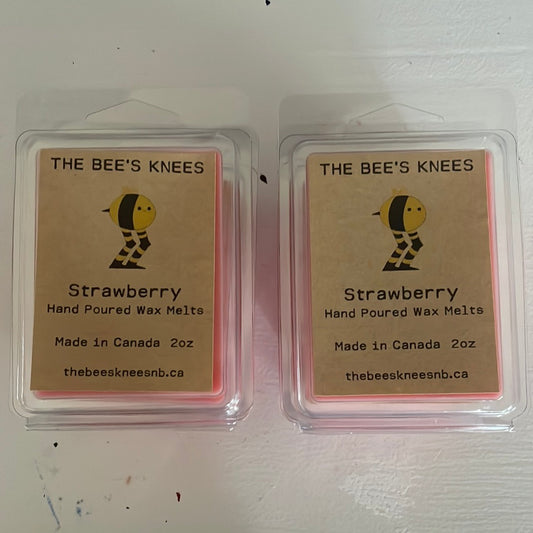 THE BEE'S KNEES
Strawberry
Hand Poured Wax Melts
Made in Canada 2oz
thebeeskneesnb.ca
THE BEE'S KNEES
Strawberry
Hand Poured Wax Melts
Made in Canada 2oz
thebeeskneesnb.ca